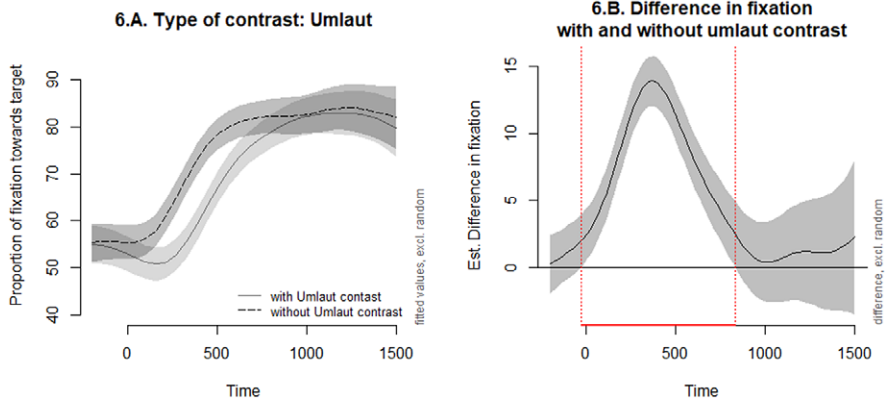 6.A. Type of contrast: Umlaut
Proportion of fixation towards target
90
80
70
60
50
40
with Umlaut contast
without Umlaut contrast
fitted values, excl. random
0
500
1000
1500
Time
6.B. Difference in fixation
with and without umlaut contrast
Est. Difference in fixation
15
10
5
0
difference, excl. random
0
500
1000
1500
Time